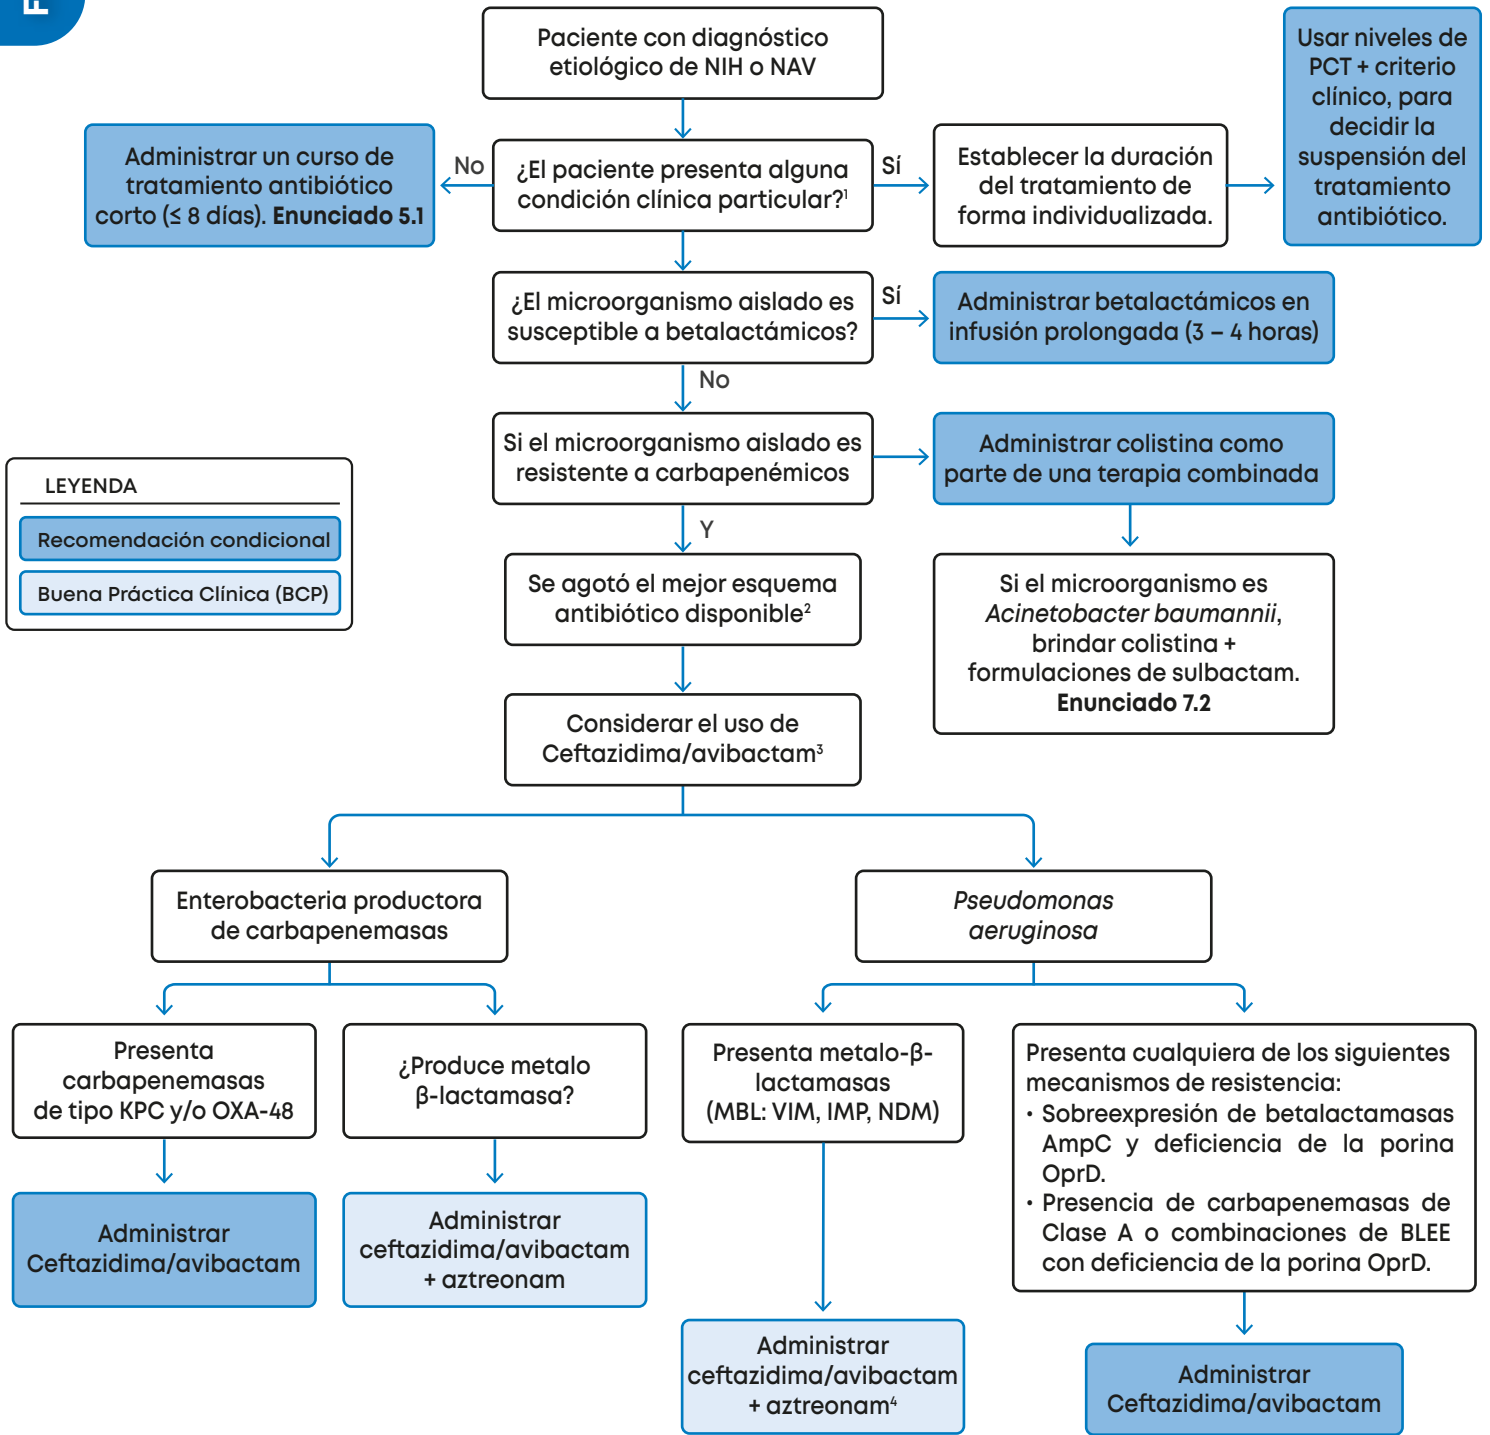 F
Paciente con diagnóstico
etiológico de NIH o NAV
Usar niveles de
PCT + criterio
clínico, para
decidir la
suspensión del
tratamiento
antibiótico.
Administrar un curso de
tratamiento antibiótico
corto (≤ 8 días). Enunciado 5.1
No
¿El paciente presenta alguna
condición clínica particular?¹
Sí
Establecer la duración
del tratamiento de
forma individualizada.
¿El microorganismo aislado es
susceptible a betalactámicos?
Sí
Administrar betalactámicos en
infusión prolongada (3 – 4 horas)
No
Si el microorganismo aislado es
resistente a carbapenémicos
Administrar colistina como
parte de una terapia combinada
LEYENDA
Recomendación condicional
Buena Práctica Clínica (BCP)
Y
Se agotó el mejor esquema
antibiótico disponible²
Si el microorganismo es
Acinetobacter baumannii,
brindar colistina +
formulaciones de sulbactam.
Enunciado 7.2
Considerar el uso de
Ceftazidima/avibactam³
Enterobacteria productora
de carbapenemasas
Pseudomonas
aeruginosa
Presenta
carbapenemasas
de tipo KPC y/o OXA-48
¿Produce metalo
β-lactamasa?
Presenta metalo-β-
lactamasas
(MBL: VIM, IMP, NDM)
Presenta cualquiera de los siguientes
mecanismos de resistencia:
• Sobreexpresión de betalactamasas
AmpC y deficiencia de la porina
OprD.
• Presencia de carbapenemasas de
Clase A o combinaciones de BLEE
con deficiencia de la porina OprD.
Administrar
Ceftazidima/avibactam
Administrar
ceftazidima/avibactam
+ aztreonam
Administrar
ceftazidima/avibactam
+ aztreonam⁴
Administrar
Ceftazidima/avibactam